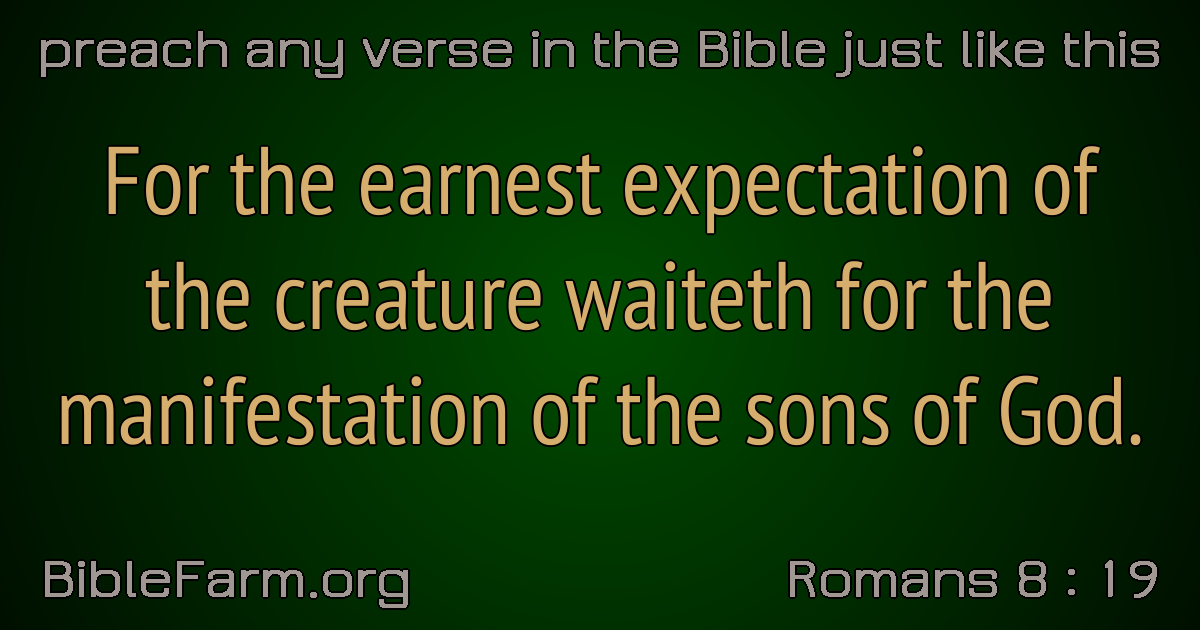 preach any verse in the Bible just like this
For the earnest expectation of
the creature waiteth for the
manifestation of the sons of God.
BibleFarm.org
Romans 8 : 19